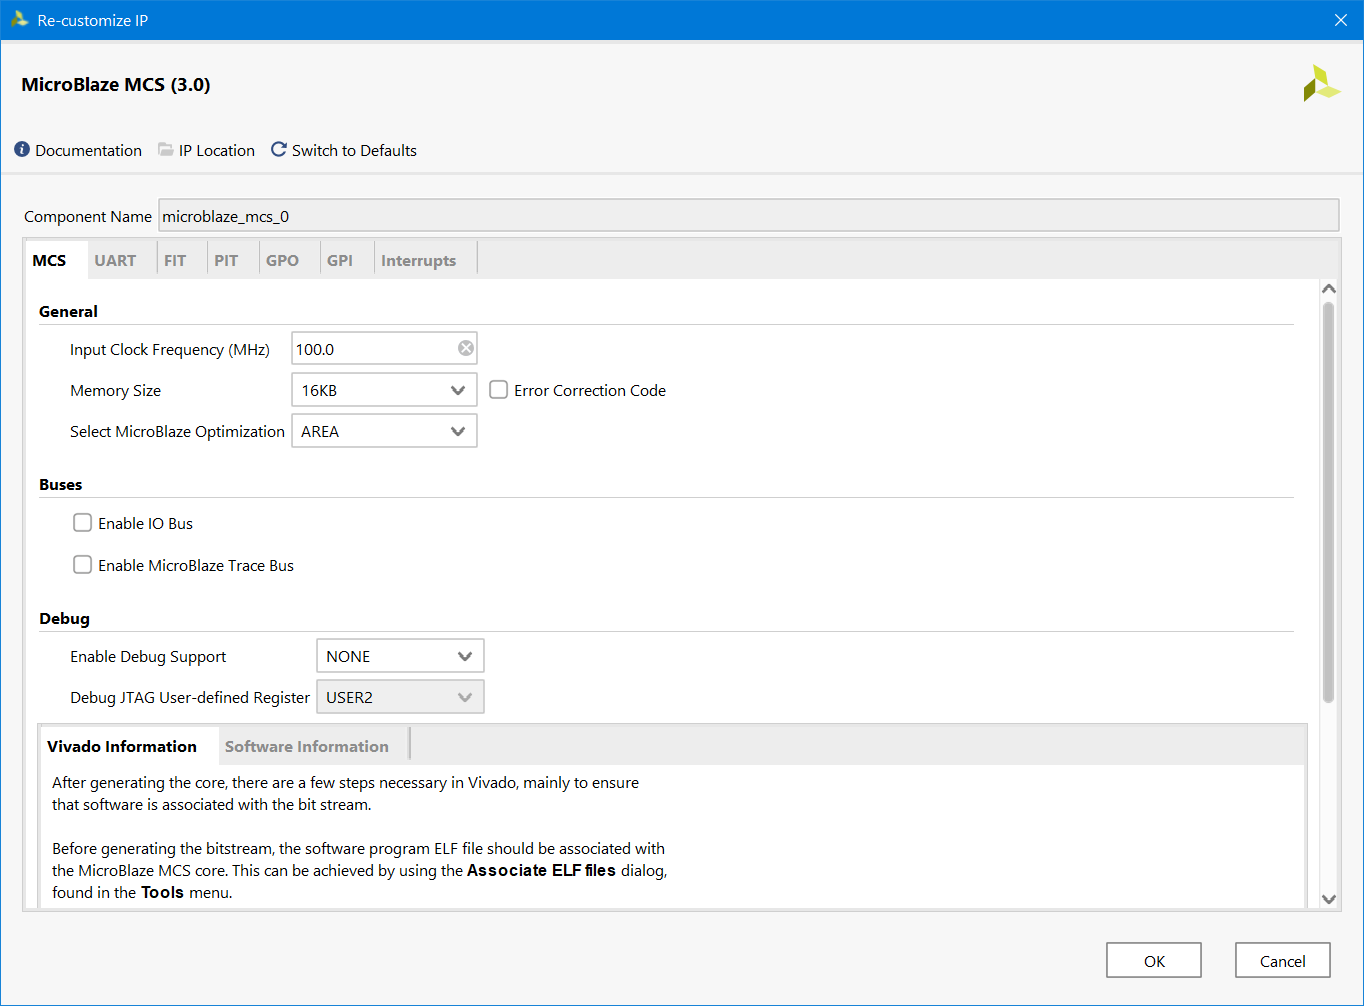 Re-customize IP
MicroBlaze MCS (3.0)
Documentation IP Location Switch to Defaults
Component Name microblaze_mcs_0
MCS UART FIT PIT GPO GPI Interrupts
General
Input Clock Frequency (MHz) 100.0
Memory Size 16KB Error Correction Code
Select MicroBlaze Optimization AREA
Buses
Enable IO Bus
Enable MicroBlaze Trace Bus
Debug
Enable Debug Support NONE
Debug JTAG User-defined Register USER2
Vivado Information Software Information
After generating the core, there are a few steps necessary in Vivado, mainly to ensure
that software is associated with the bit stream.
Before generating the bitstream, the software program ELF file should be associated with
the MicroBlaze MCS core. This can be achieved by using the Associate ELF files dialog,
found in the Tools menu.
OK Cancel